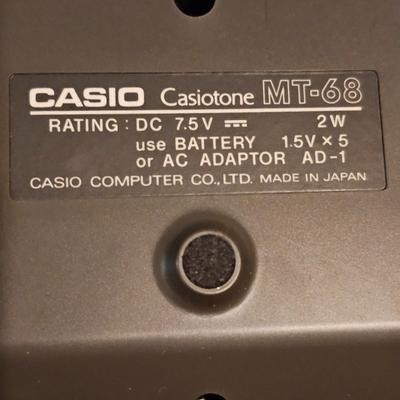 CASIO Casiotone MT-68
RATING : DC 7.5V ⎓ 2W
use BATTERY 1.5V × 5
or AC ADAPTOR AD-1
CASIO COMPUTER CO.,LTD. MADE IN JAPAN